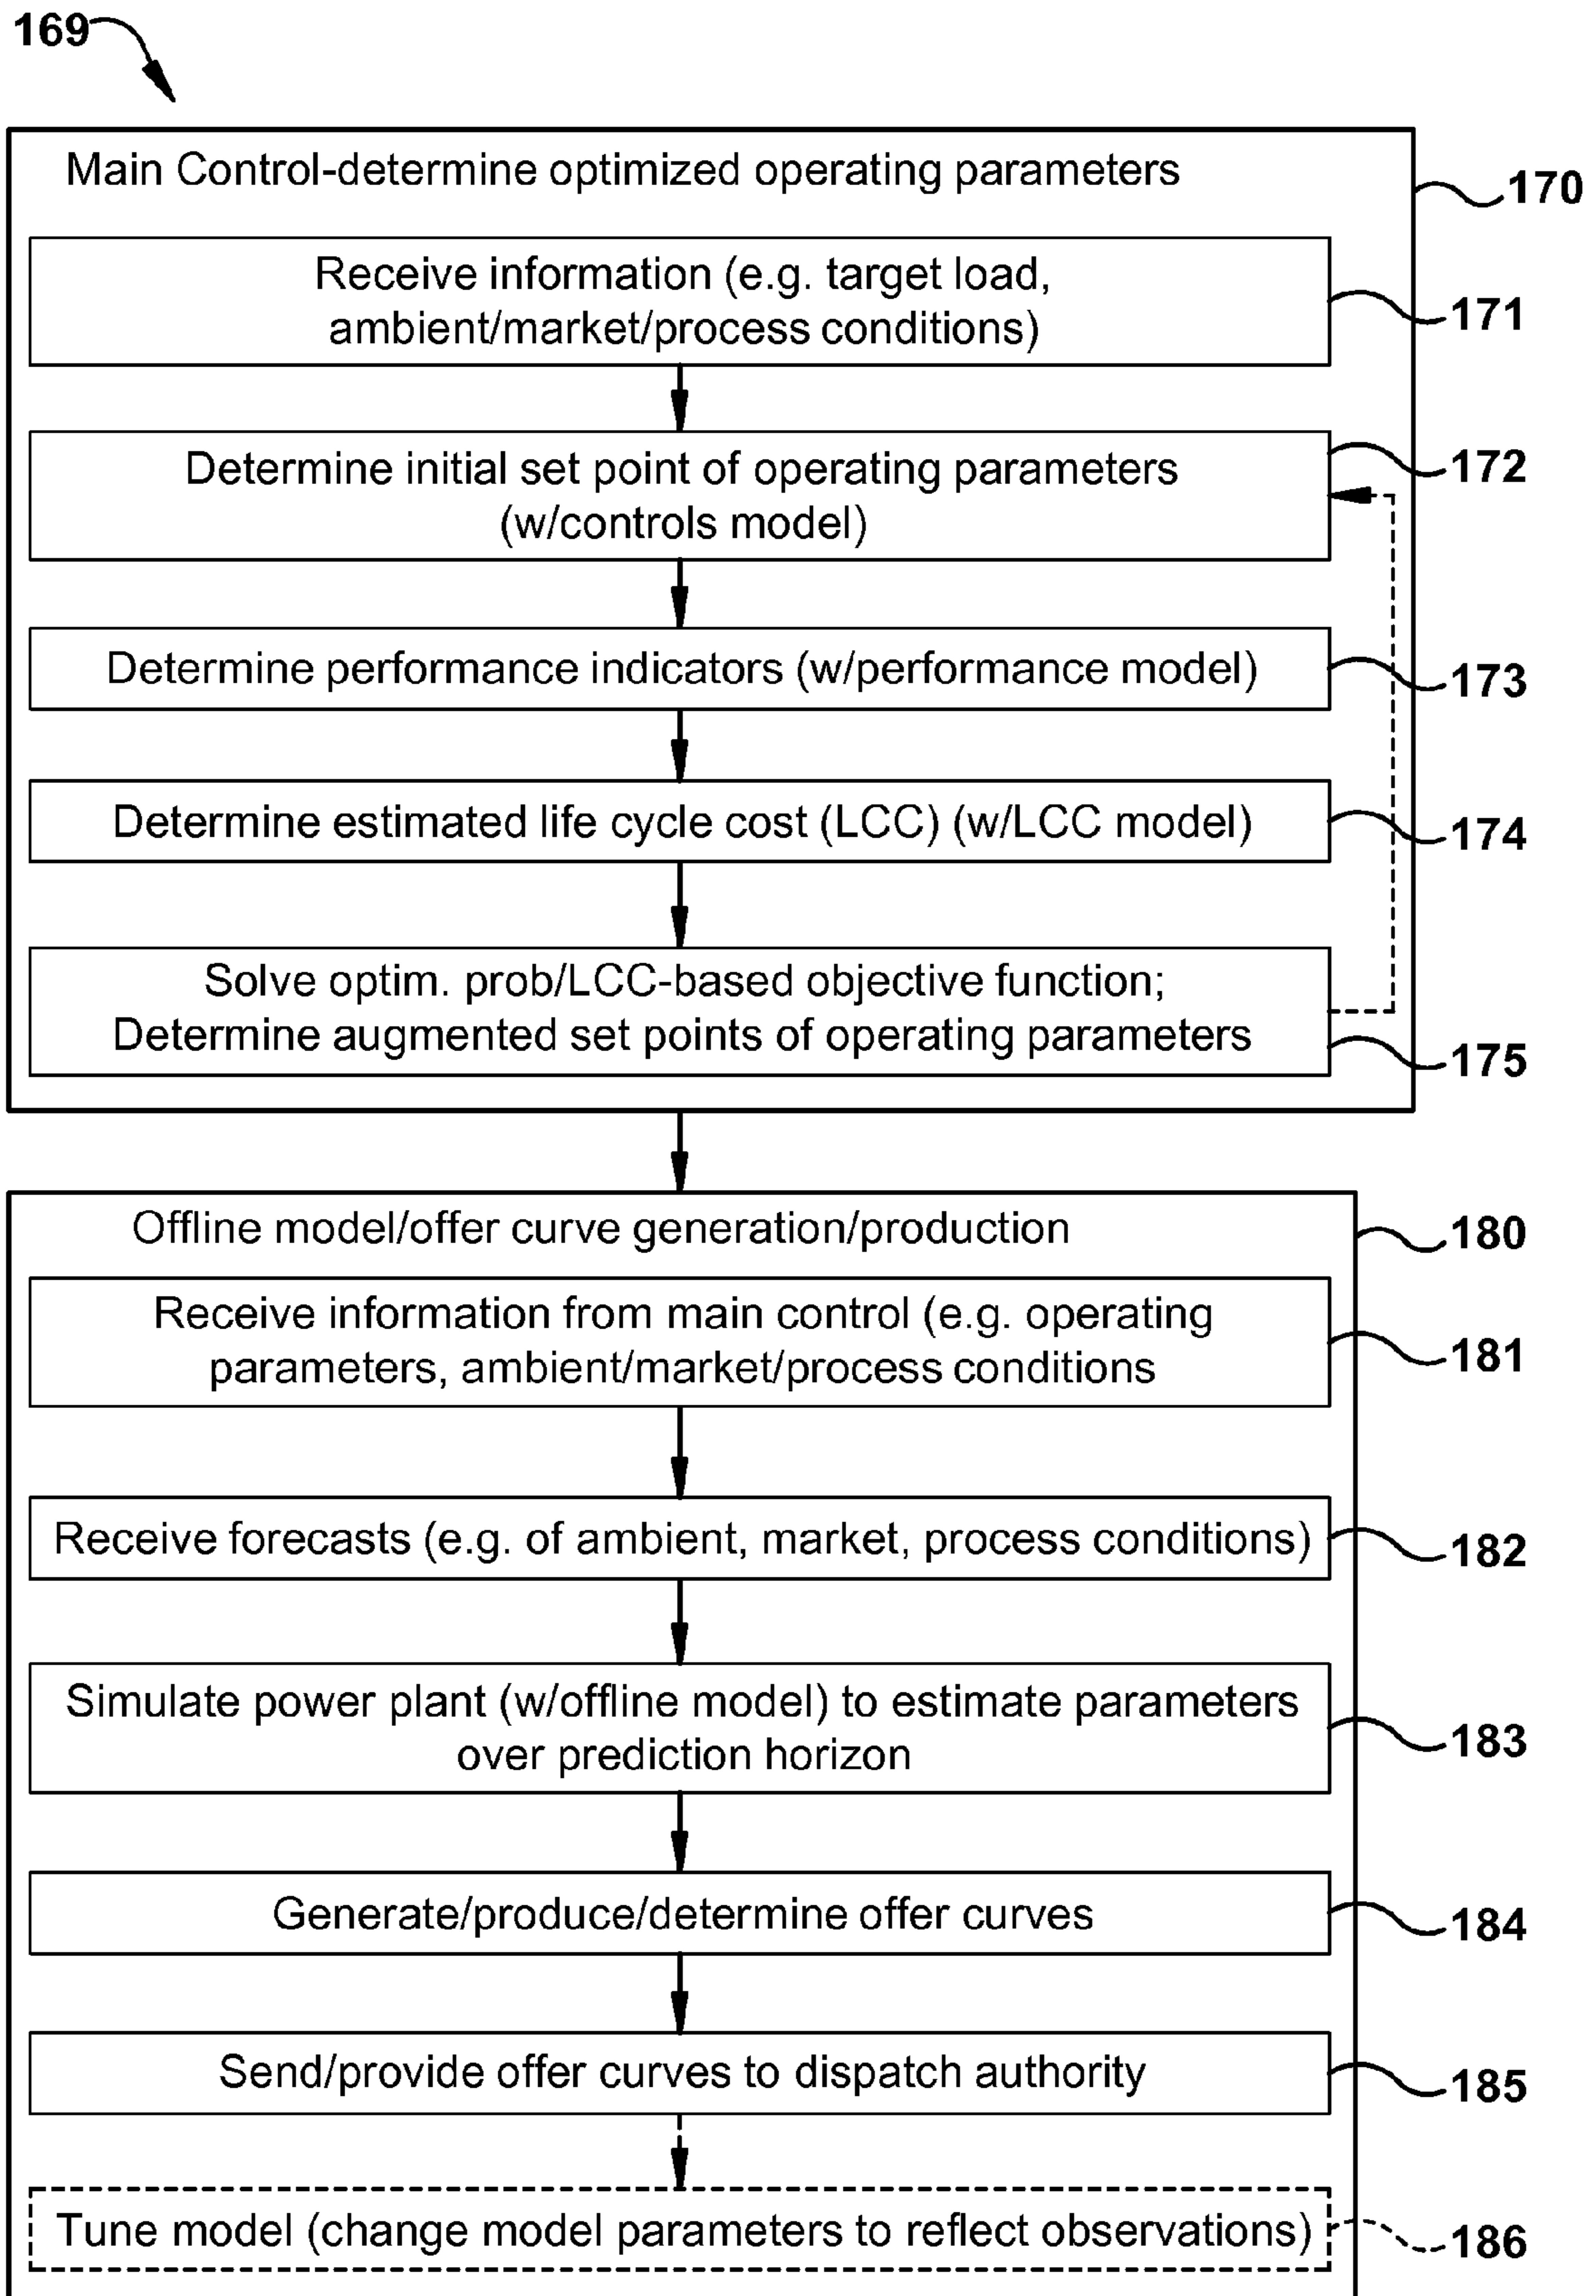 169
Main Control-determine optimized operating parameters
170
Receive information (e.g. target load,
ambient/market/process conditions)
171
Determine initial set point of operating parameters
(w/controls model)
172
Determine performance indicators (w/performance model)
173
Determine estimated life cycle cost (LCC) (w/LCC model)
174
Solve optim. prob/LCC-based objective function;
Determine augmented set points of operating parameters
175
Offline model/offer curve generation/production
180
Receive information from main control (e.g. operating
parameters, ambient/market/process conditions
181
Receive forecasts (e.g. of ambient, market, process conditions)
182
Simulate power plant (w/offline model) to estimate parameters
over prediction horizon
183
Generate/produce/determine offer curves
184
Send/provide offer curves to dispatch authority
185
Tune model (change model parameters to reflect observations)
186